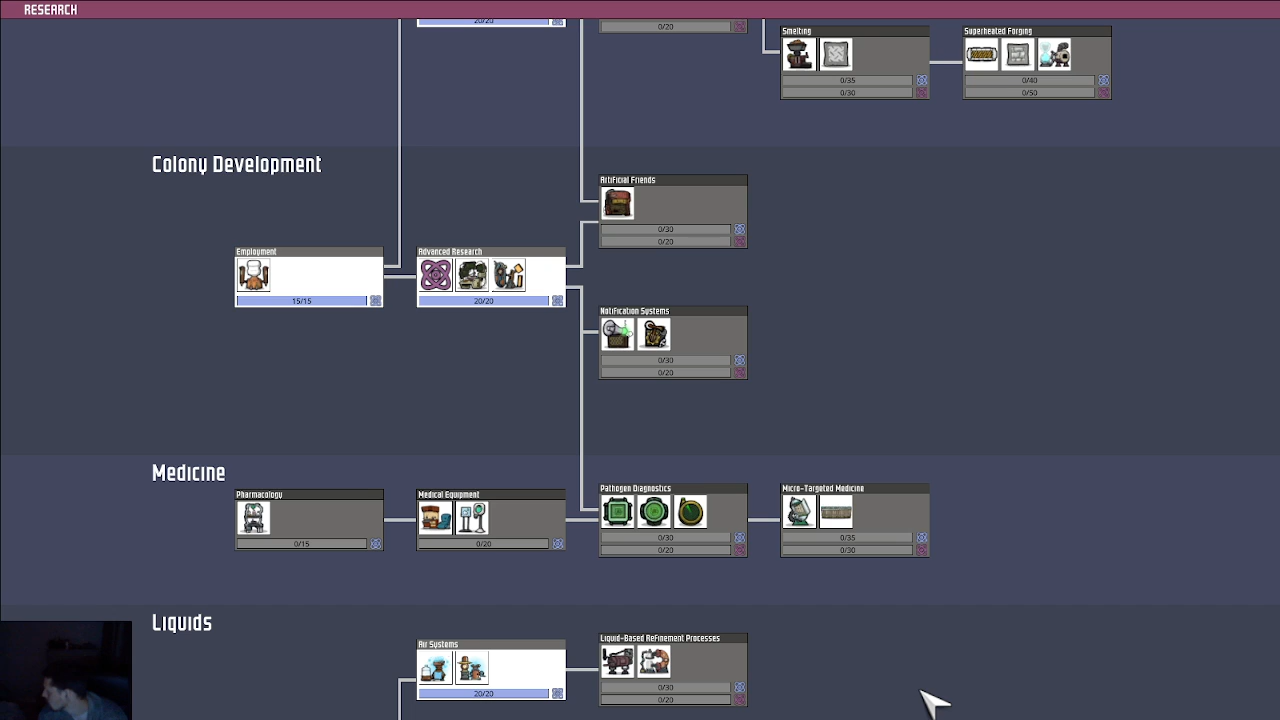 RESEARCH
20/20
0/20
Smelting
0/35
0/30
Superheated Forging
0/40
0/50
Colony Development
Artificial Friends
0/30
0/20
Employment
15/15
Advanced Research
20/20
Notification Systems
0/30
0/20
Medicine
Pharmacology
0/15
Medical Equipment
0/20
Pathogen Diagnostics
0/30
0/20
Micro-Targeted Medicine
0/35
0/30
Liquids
Air Systems
20/20
Liquid-Based Refinement Processes
0/30
0/20